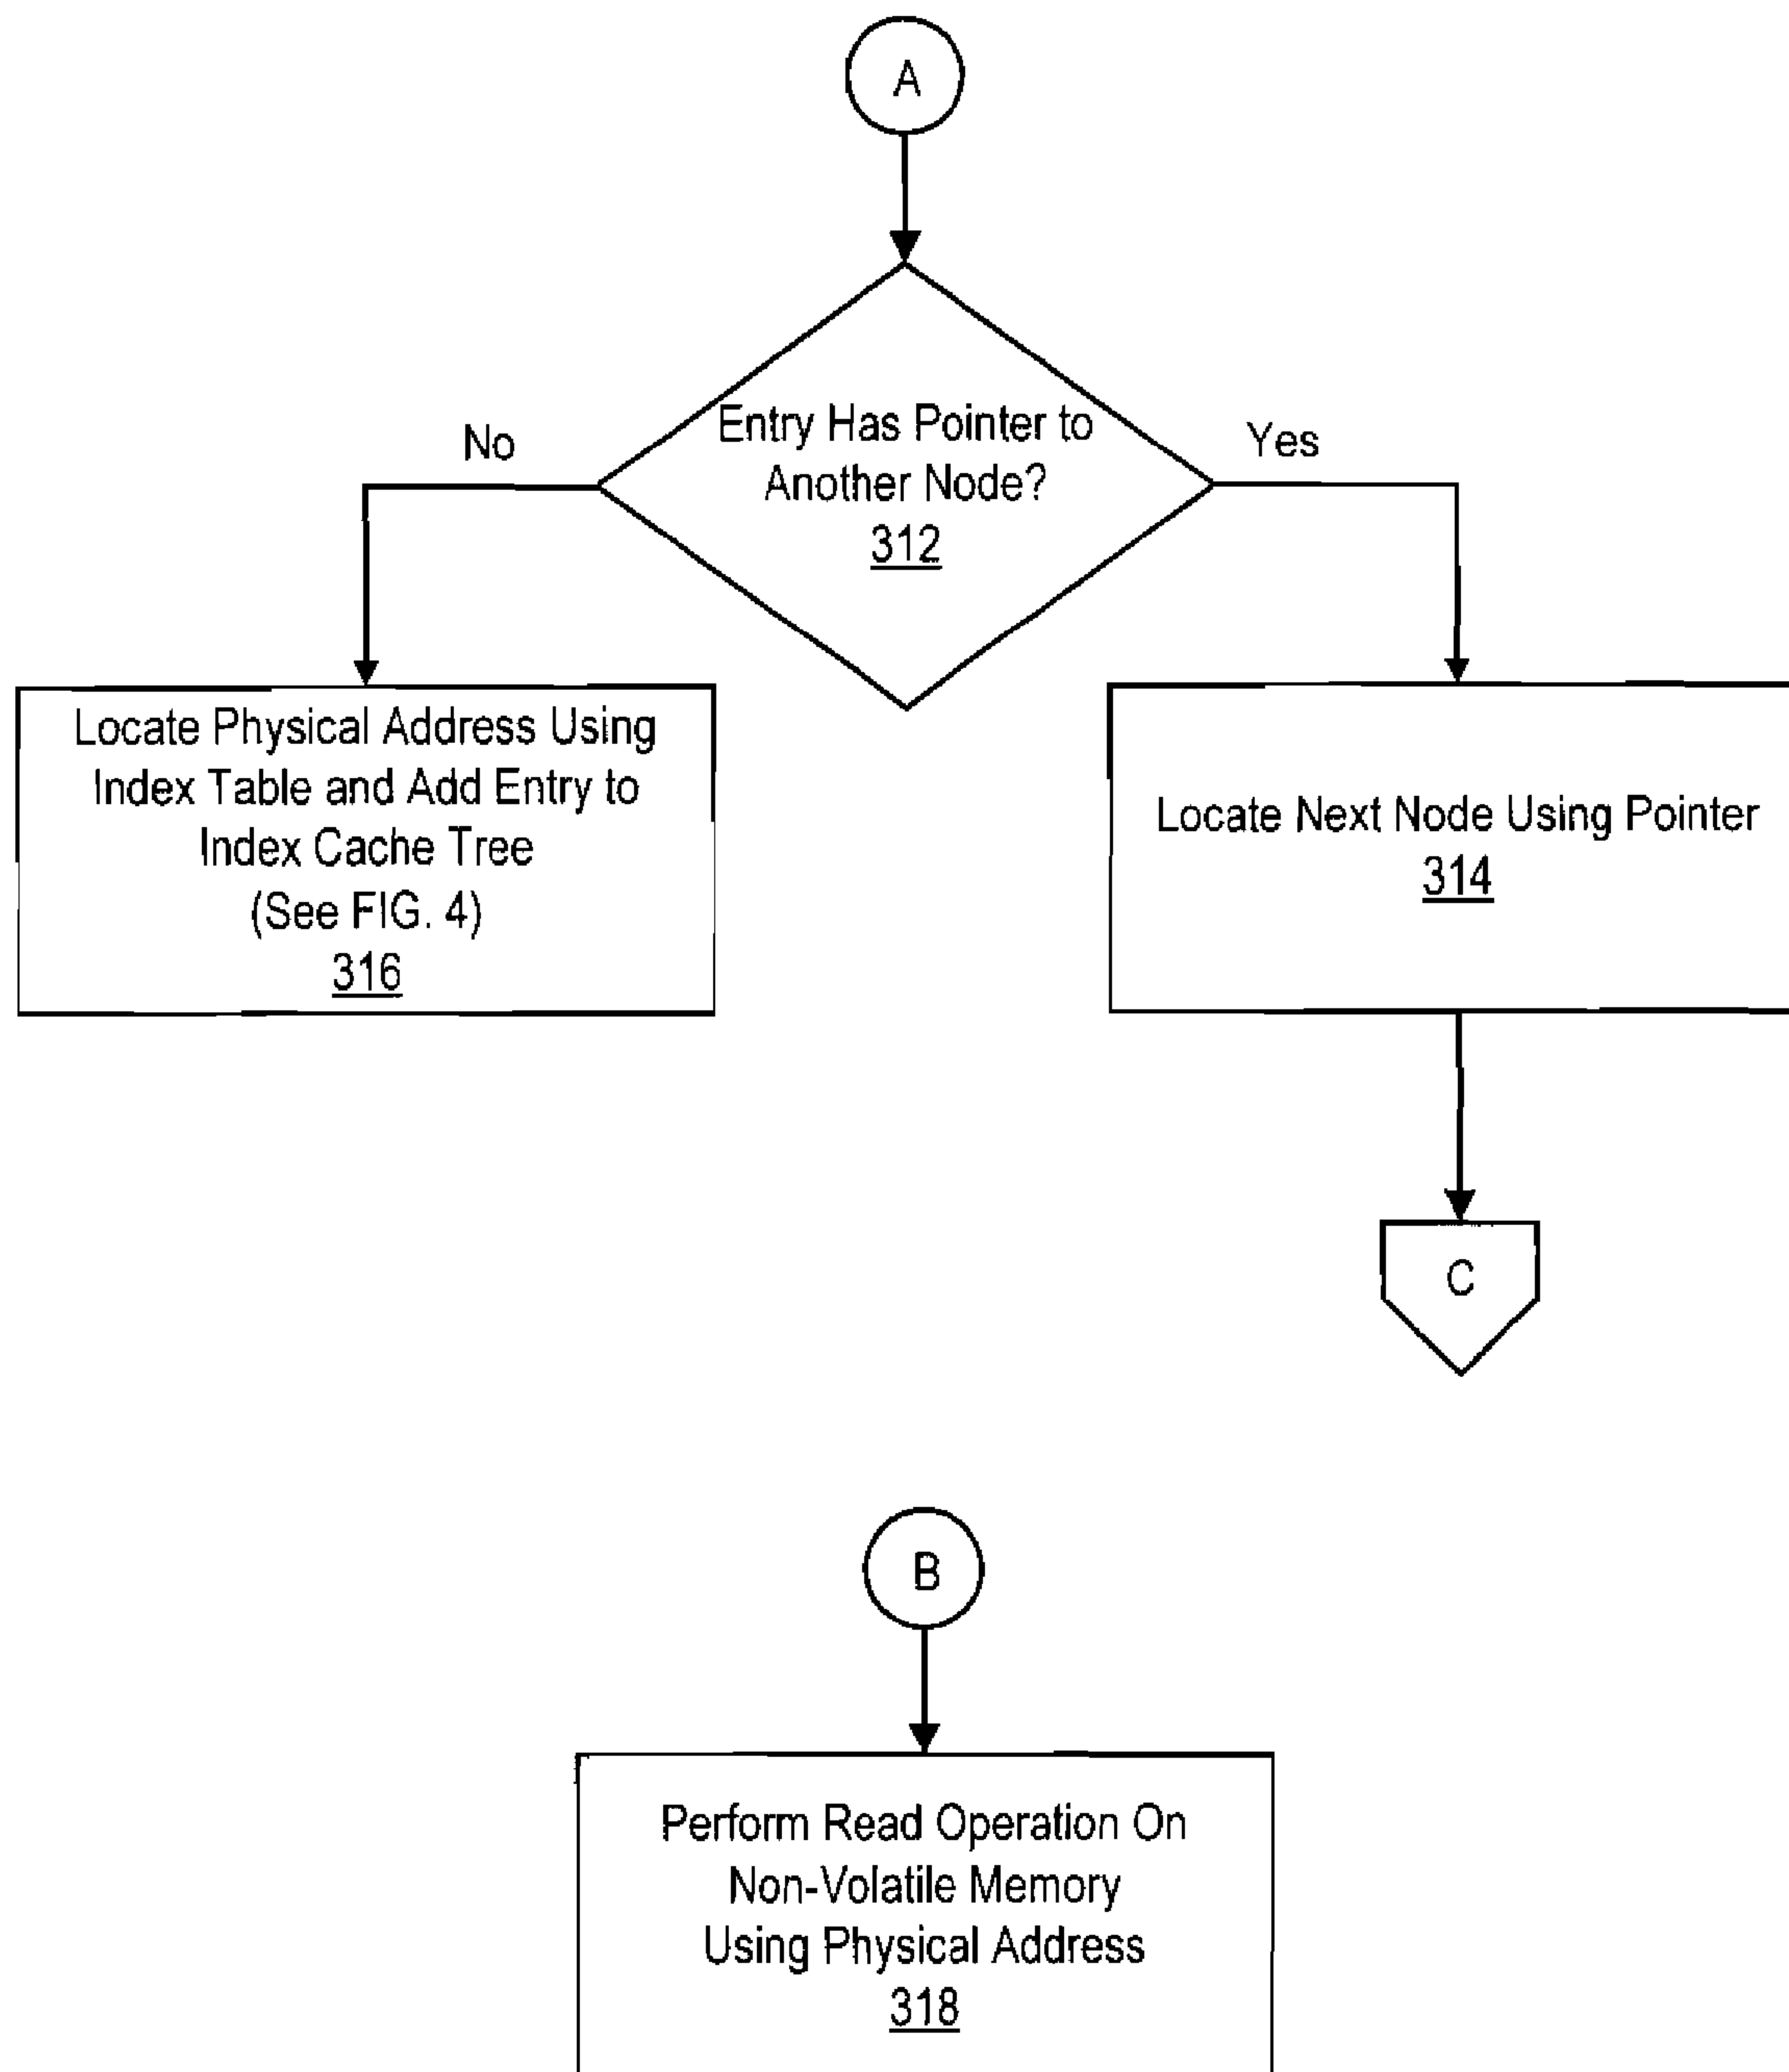 A
Entry Has Pointer to
Another Node?
312
No
Yes
Locate Physical Address Using
Index Table and Add Entry to
Index Cache Tree
(See FIG. 4)
316
Locate Next Node Using Pointer
314
C
B
Perform Read Operation On
Non-Volatile Memory
Using Physical Address
318